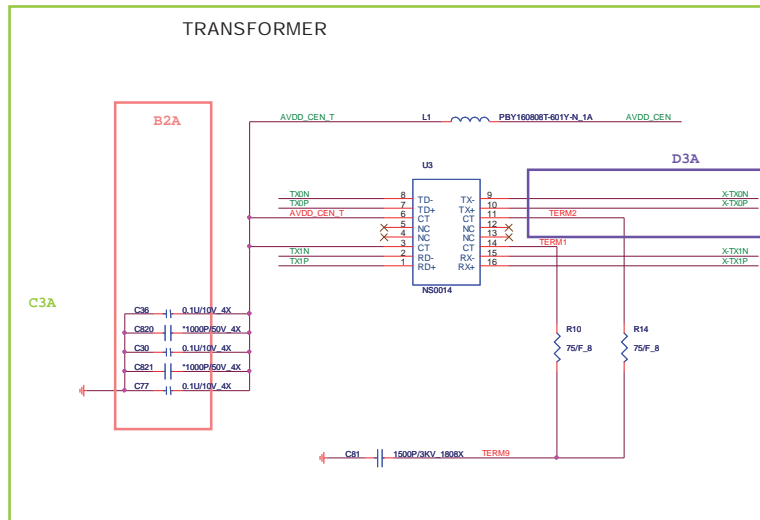 TRANSFORMER
B2A
AVDD_CEN_T
L1
PBY160808T-601Y-N_1A
AVDD_CEN
U3
D3A
TX0N
8
TD-
TX-
9
X-TX0N
TX0P
7
TD+
TX+
10
X-TX0P
AVDD_CEN_T
6
CT
CT
11
TERM2
5
NC
NC
12
4
NC
NC
13
3
CT
CT
14
TERM1
TX1N
2
RD-
RX-
15
X-TX1N
TX1P
1
RD+
RX+
16
X-TX1P
NS0014
C3A
C36
0.1U/10V_4X
C820
*1000P/50V_4X
C30
0.1U/10V_4X
C821
*1000P/50V_4X
C77
0.1U/10V_4X
R10
75/F_8
R14
75/F_8
C81
1500P/3KV_1808X
TERM9